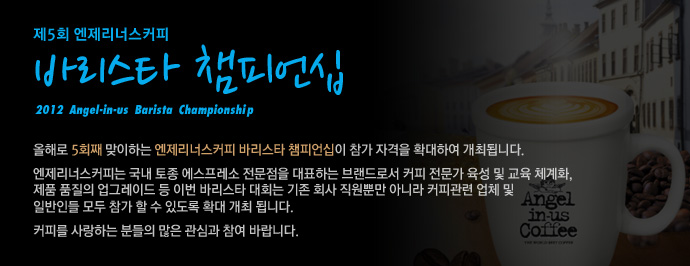 제5회 엔제리너스커피
바리스타 챔피언십
2012 Angel-in-us Barista Championship
올해로 5회째 맞이하는 엔제리너스커피 바리스타 챔피언십이 참가 자격을 확대하여 개최됩니다.
엔제리너스커피는 국내 토종 에스프레소 전문점을 대표하는 브랜드로서 커피 전문가 육성 및 교육 체계화,
제품 품질의 업그레이드 등 이번 바리스타 대회는 기존 회사 직원뿐만 아니라 커피관련 업체 및
일반인들 모두 참가 할 수 있도록 확대 개최 됩니다.
커피를 사랑하는 분들의 많은 관심과 참여 바랍니다.
Angel
in-us
Coffee